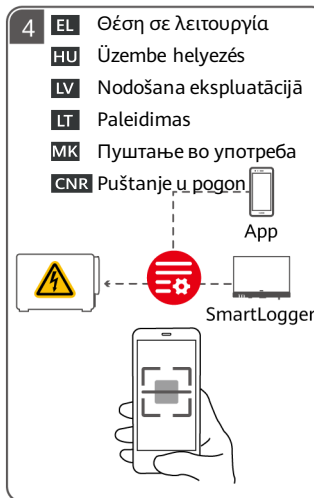 4
EL Θέση σε λειτουργία
HU Üzembe helyezés
LV Nodošana ekspluatācijā
LT Paleidimas
MK Пуштање во употреба
CNR Puštanje u pogon
App
SmartLogger